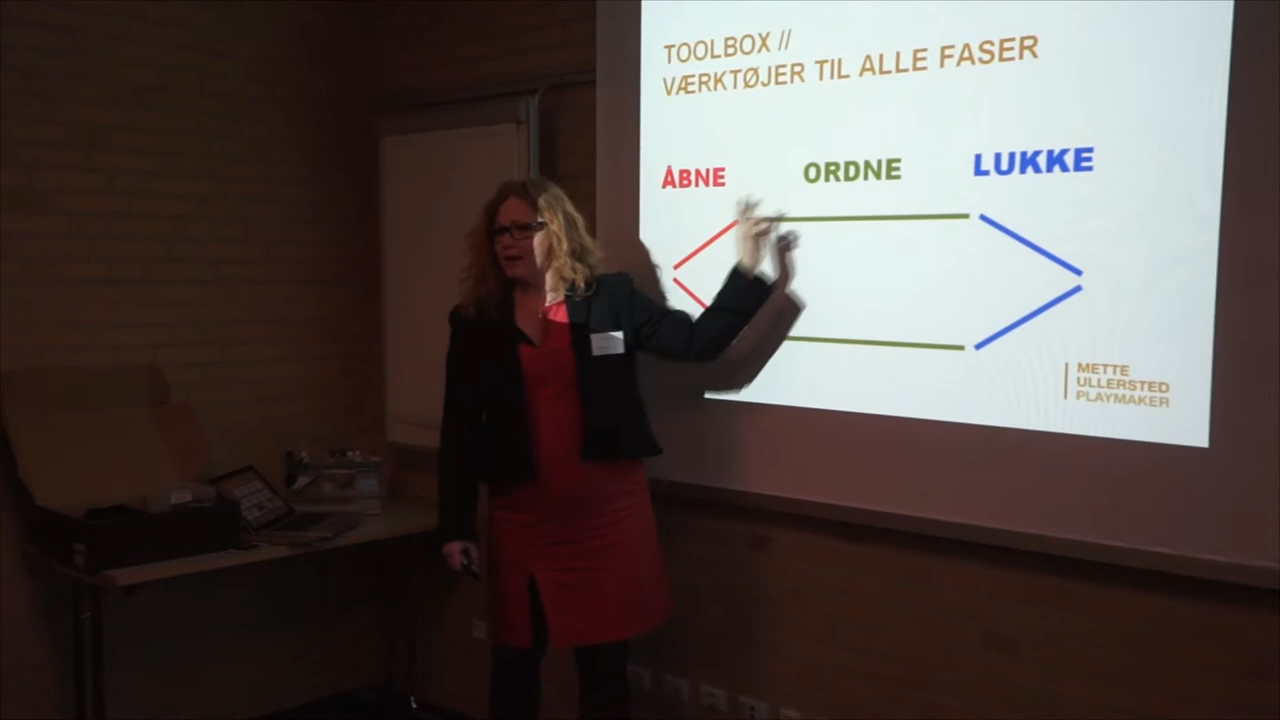 TOOLBOX //
VÆRKTØJER TIL ALLE FASER
ÅBNE ORDNE LUKKE
METTE
ULLERSTED
PLAYMAKER